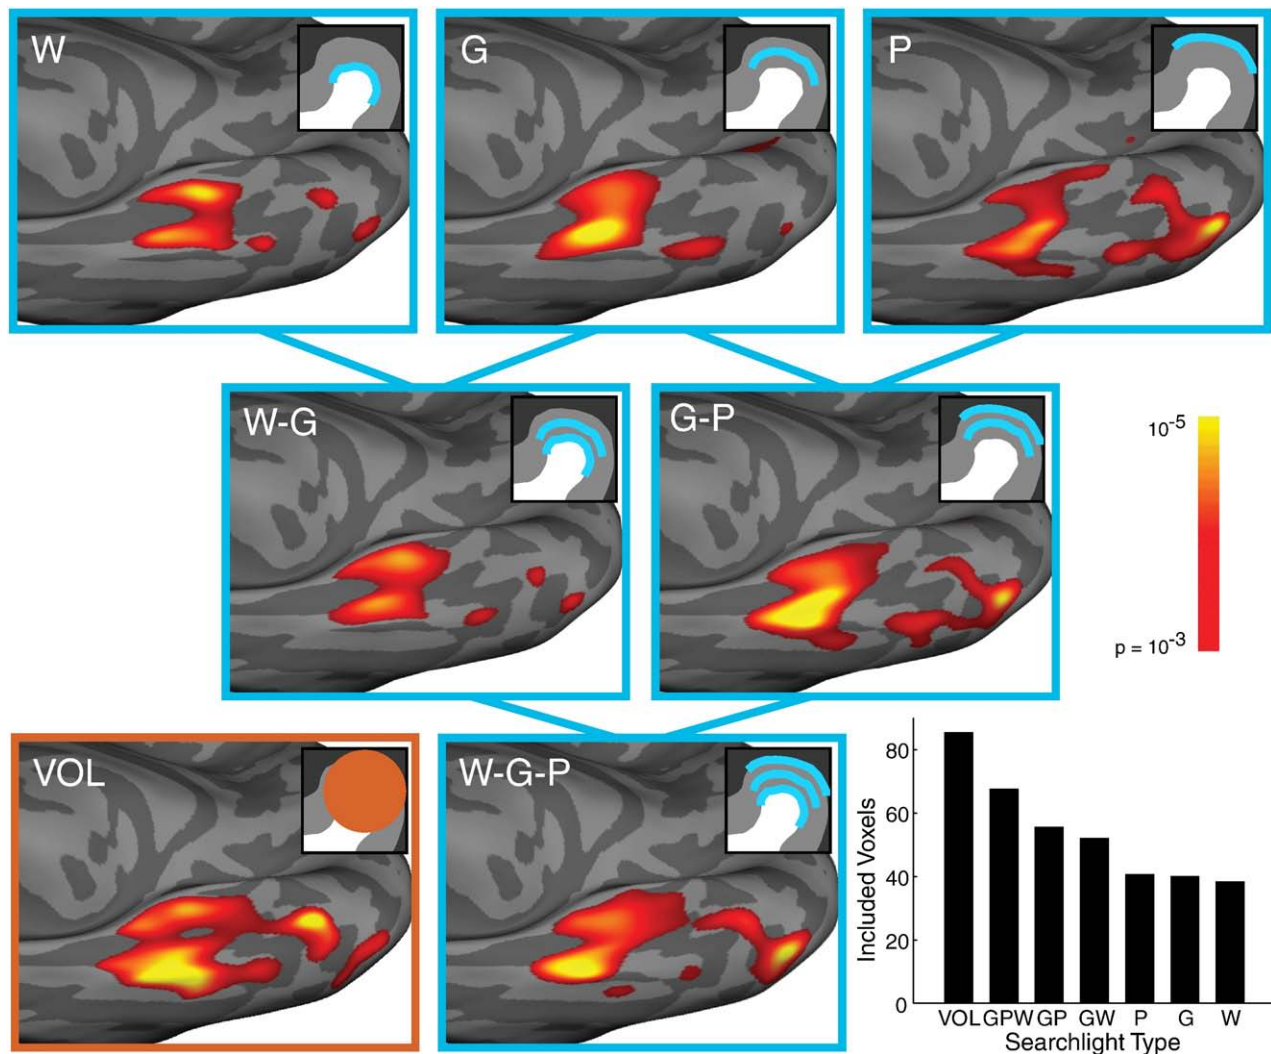 W
G
P
W-G
G-P
10-5
p = 10-3
VOL
W-G-P
Included Voxels
80
60
40
20
0
VOL GPW GP GW P G W
Searchlight Type